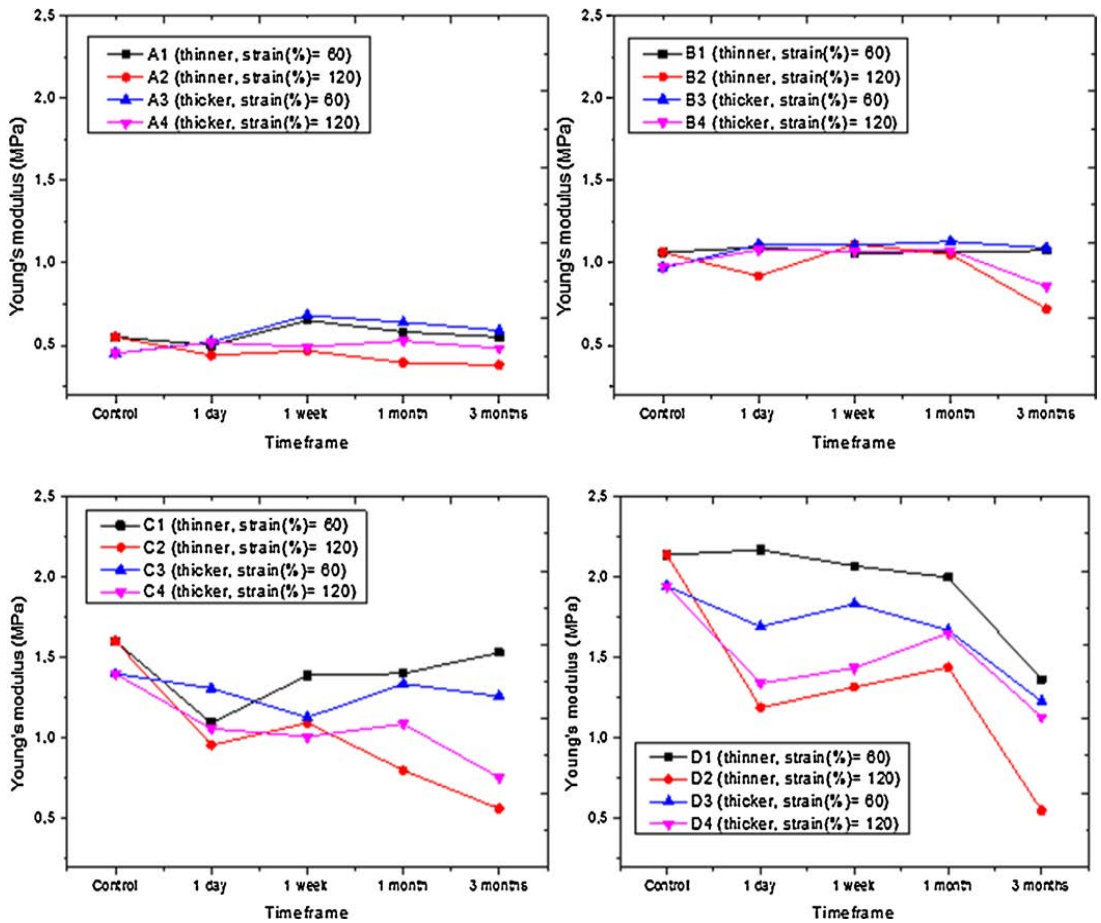 2.5
2.0
1.5
1.0
0.5
Young's modulus (MPa)
A1 (thinner, strain(%)= 60)
A2 (thinner, strain(%)= 120)
A3 (thicker, strain(%)= 60)
A4 (thicker, strain(%)= 120)
Control 1 day 1 week 1 month 3 months
Timeframe
2.5
2.0
1.5
1.0
0.5
Young's modulus (MPa)
B1 (thinner, strain(%)= 60)
B2 (thinner, strain(%)= 120)
B3 (thicker, strain(%)= 60)
B4 (thicker, strain(%)= 120)
Control 1 day 1 week 1 month 3 months
Timeframe
2.5
2.0
1.5
1.0
0.5
Young's modulus (MPa)
C1 (thinner, strain(%)= 60)
C2 (thinner, strain(%)= 120)
C3 (thicker, strain(%)= 60)
C4 (thicker, strain(%)= 120)
Control 1 day 1 week 1 month 3 months
Timeframe
2.5
2.0
1.5
1.0
0.5
Young's modulus (MPa)
D1 (thinner, strain(%)= 60)
D2 (thinner, strain(%)= 120)
D3 (thicker, strain(%)= 60)
D4 (thicker, strain(%)= 120)
Control 1 day 1 week 1 month 3 months
Timeframe